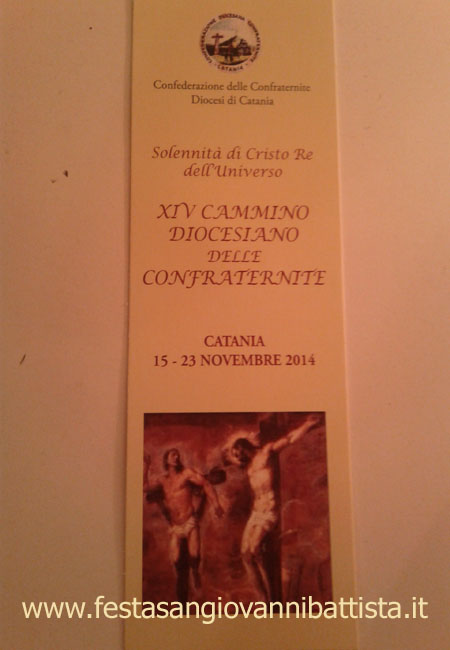 CATANIA
Confederazione delle Confraternite
Diocesi di Catania
Solennità di Cristo Re
dell'Universo
XIV CAMMINO
DIOCESIANO
DELLE
CONFRATERNITE
CATANIA
15 - 23 NOVEMBRE 2014
www.festasangiovannibattista.it